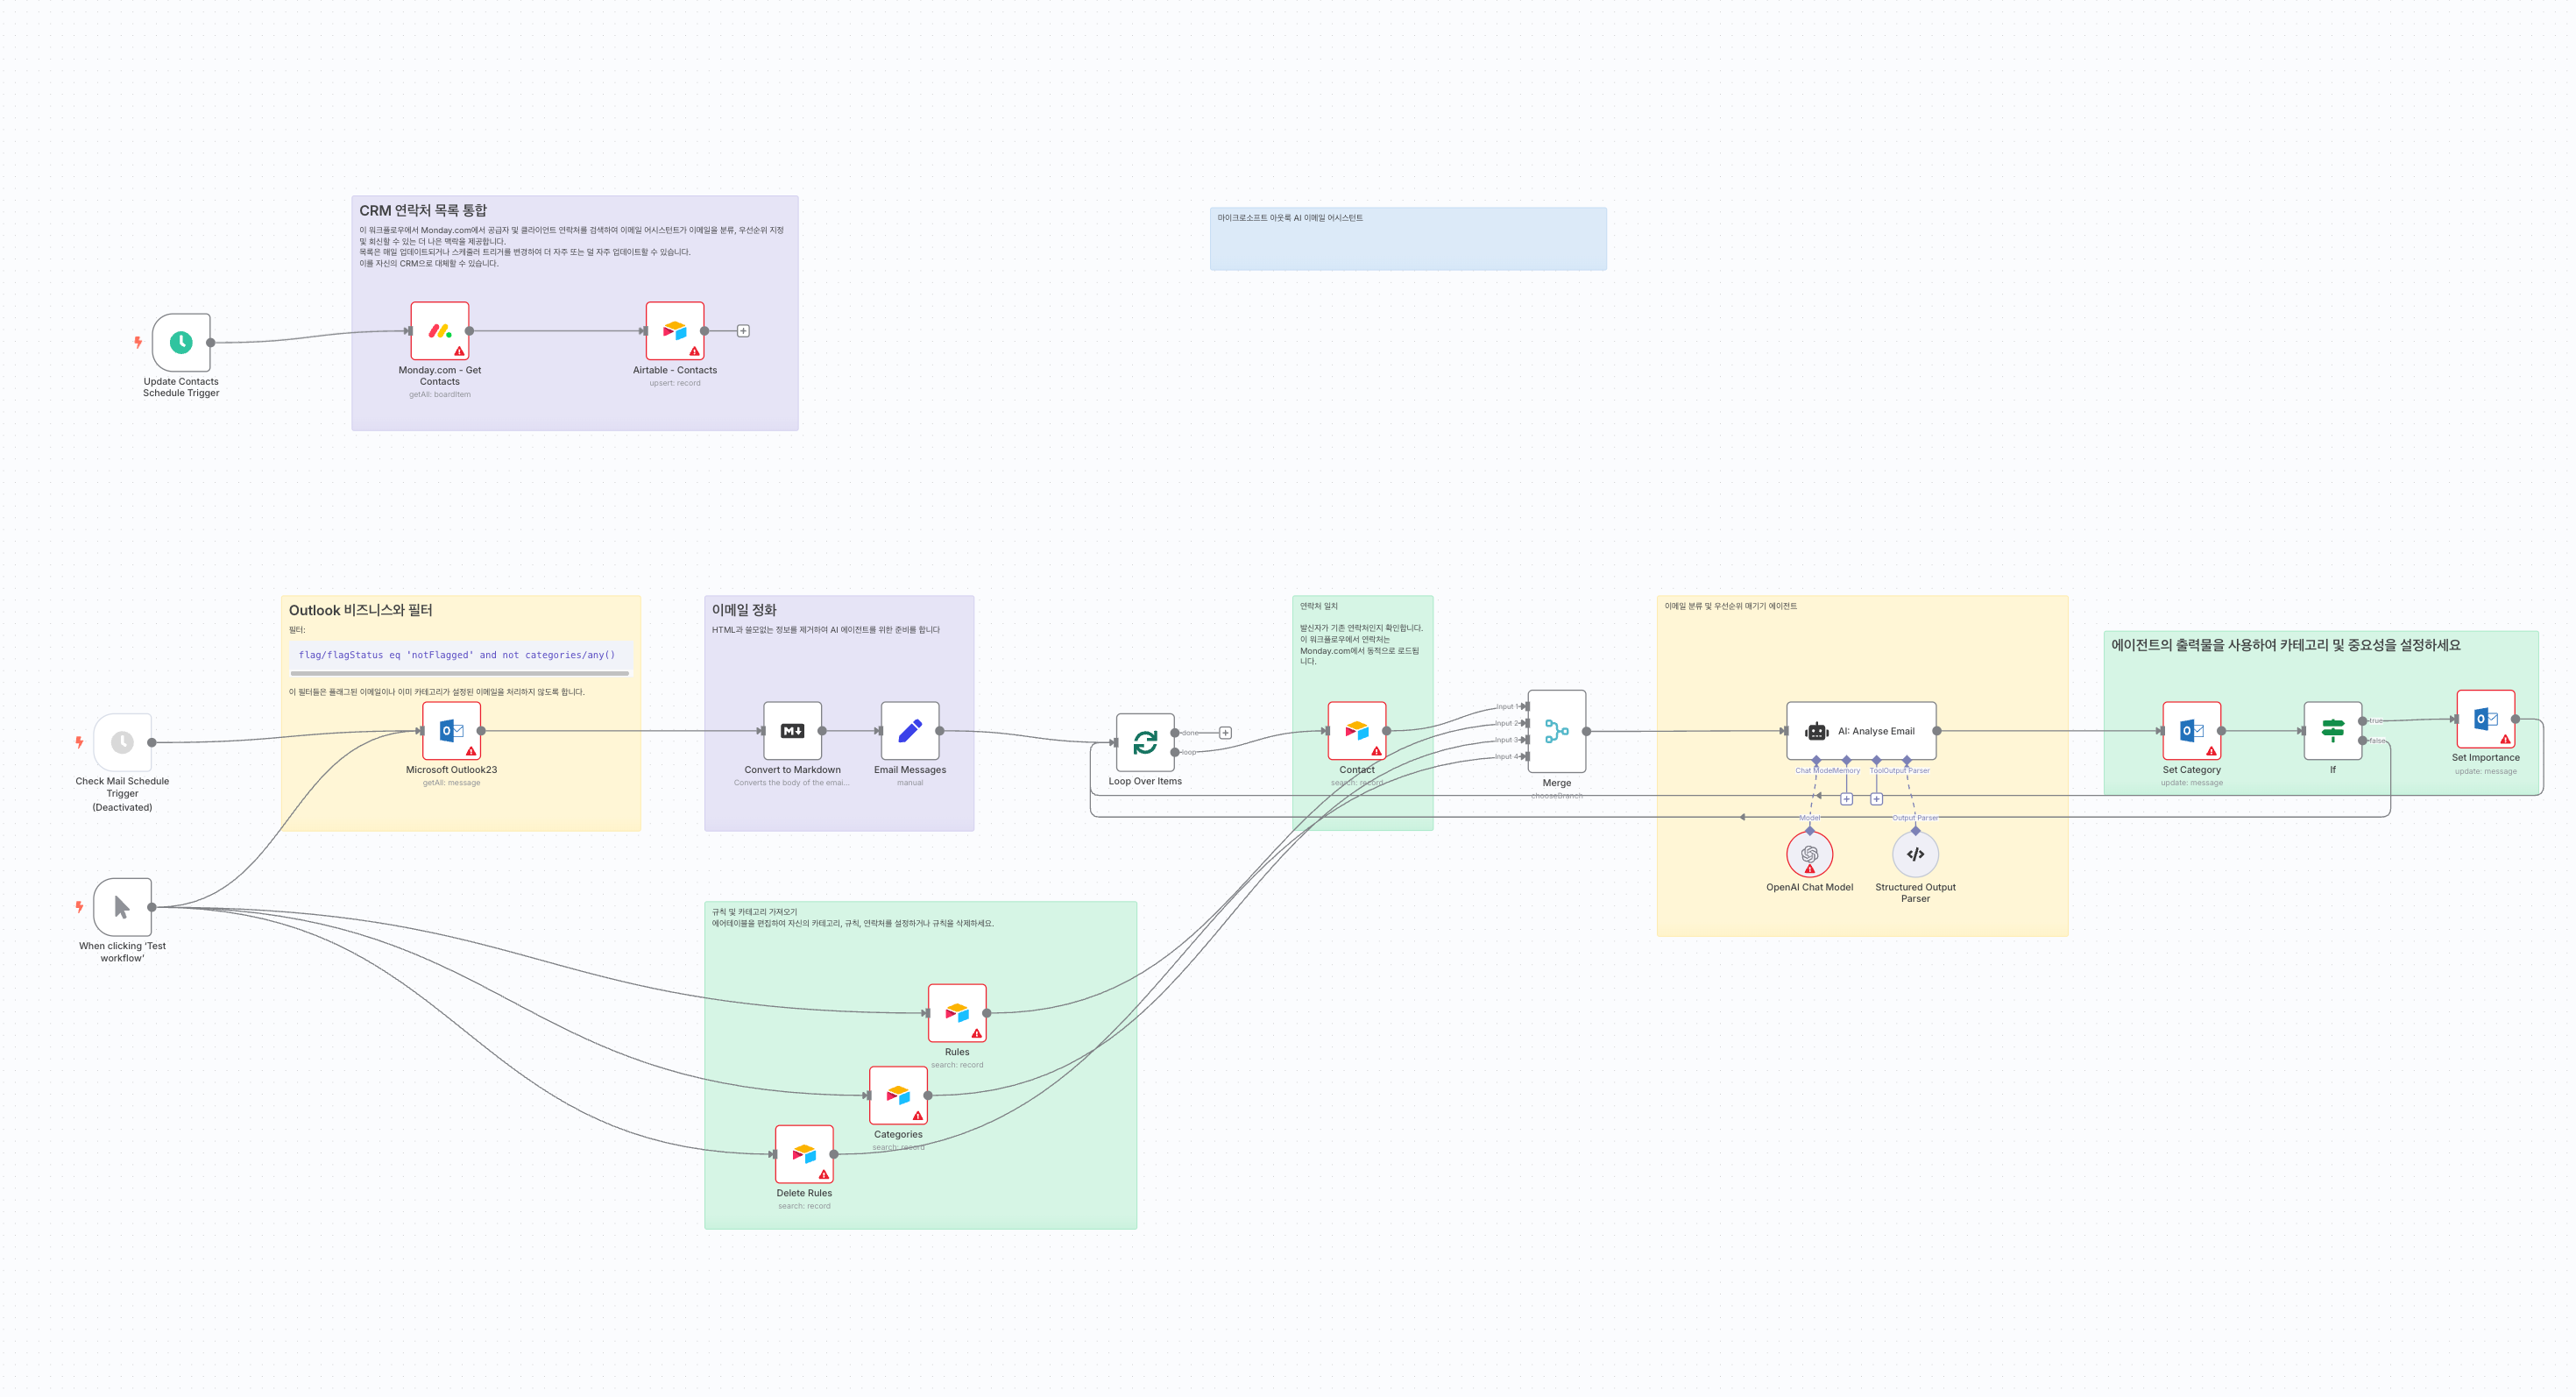 CRM 연락처 목록 통합
이 워크플로우에서 Monday.com에서 공급자 및 클라이언트 연락처를 검색하여 이메일 어시스턴트가 이메일을 분류, 우선순위 지정
및 회신할 수 있는 더 나은 맥락을 제공합니다.
목록은 매일 업데이트되거나 스케줄러 트리거를 변경하여 더 자주 또는 덜 자주 업데이트할 수 있습니다.
이를 자신의 CRM으로 대체할 수 있습니다.
마이크로소프트 아웃룩 AI 이메일 어시스턴트
Update Contacts
Schedule Trigger
Monday.com - Get
Contacts
getAll: boardItem
Airtable - Contacts
upsert: record
Outlook 비즈니스와 필터
필터:
flag/flagStatus eq 'notFlagged' and not categories/any()
이 필터들은 플래그된 이메일이나 이미 카테고리가 설정된 이메일을 처리하지 않도록 합니다.
Microsoft Outlook23
getAll: message
Check Mail Schedule
Trigger
(Deactivated)
When clicking 'Test
workflow'
이메일 정화
HTML과 쓸모없는 정보를 제거하여 AI 에이전트를 위한 준비를 합니다
Convert to Markdown
Converts the body of the emai...
Email Messages
manual
done
loop
Loop Over Items
연락처 일치
발신자가 기존 연락처인지 확인합니다.
이 워크플로우에서 연락처는
Monday.com에서 동적으로 로드됩
니다.
Contact
search: record
Input 1
Input 2
Input 3
Input 4
Merge
chooseBranch
이메일 분류 및 우선순위 매기기 에이전트
AI: Analyse Email
Chat Model
Memory
Tool
Output Parser
Model
Output Parser
OpenAI Chat Model
Structured Output
Parser
에이전트의 출력물을 사용하여 카테고리 및 중요성을 설정하세요
Set Category
update: message
true
false
If
Set Importance
update: message
규칙 및 카테고리 가져오기
에어테이블을 편집하여 자신의 카테고리, 규칙, 연락처를 설정하거나 규칙을 삭제하세요.
Rules
search: record
Categories
search: record
Delete Rules
search: record